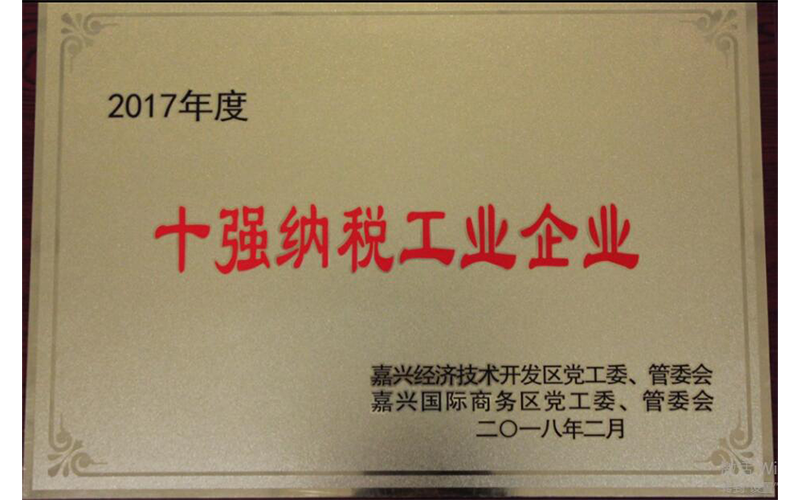 2017年度
十强纳税工业企业
嘉兴经济技术开发区党工委、管委会
嘉兴国际商务区党工委、管委会
二〇一八年二月